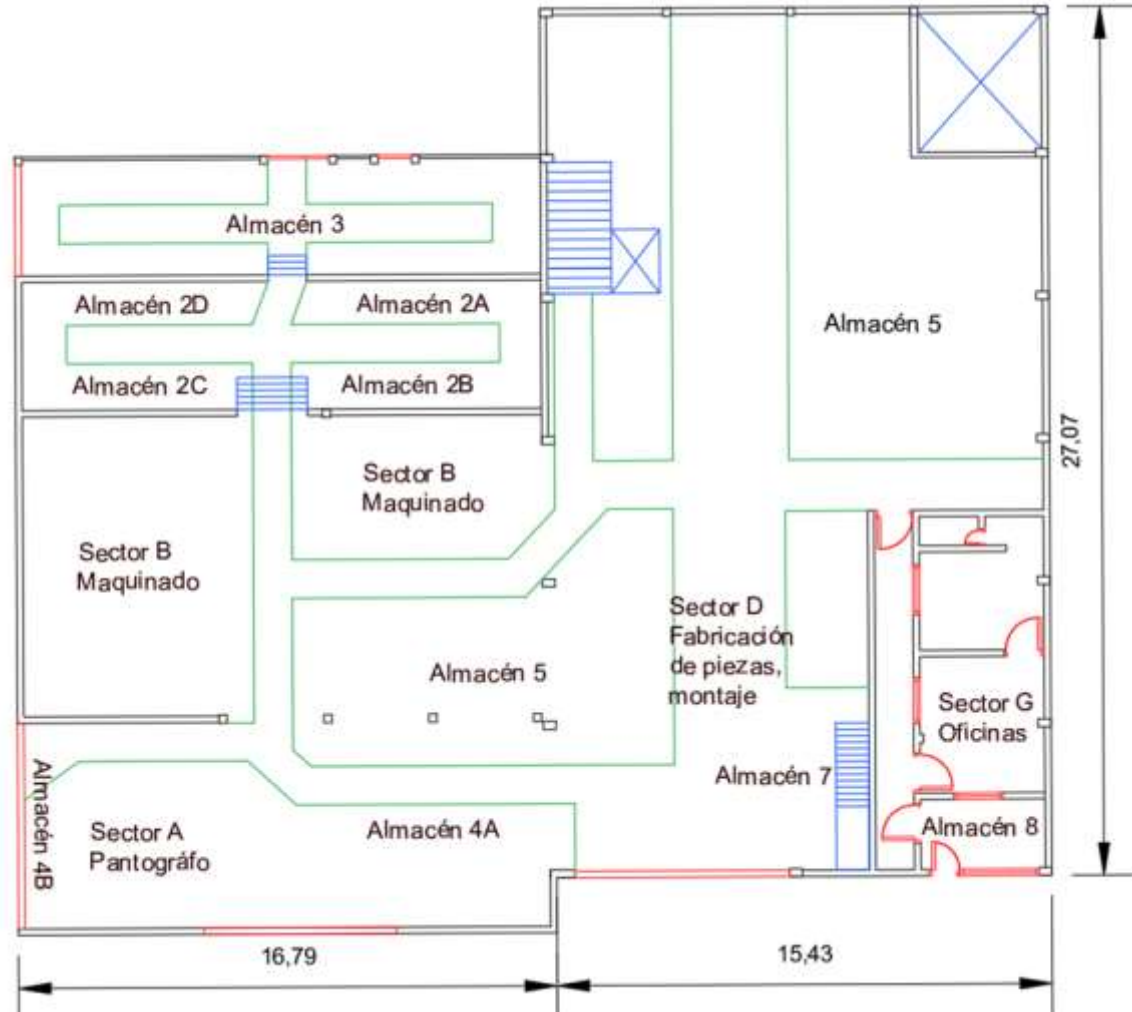 Almacén 3
Almacén 2D
Almacén 2A
Almacén 5
Almacén 2C
Almacén 2B
27,07
Sector B
Maquinado
Sector B
Maquinado
Sector D
Fabricación
de piezas,
montaje
Almacén 5
Sector G
Oficinas
Almacén 7
Almacén 4B
Sector A
Pantográfo
Almacén 4A
Almacén 8
16,79
15,43